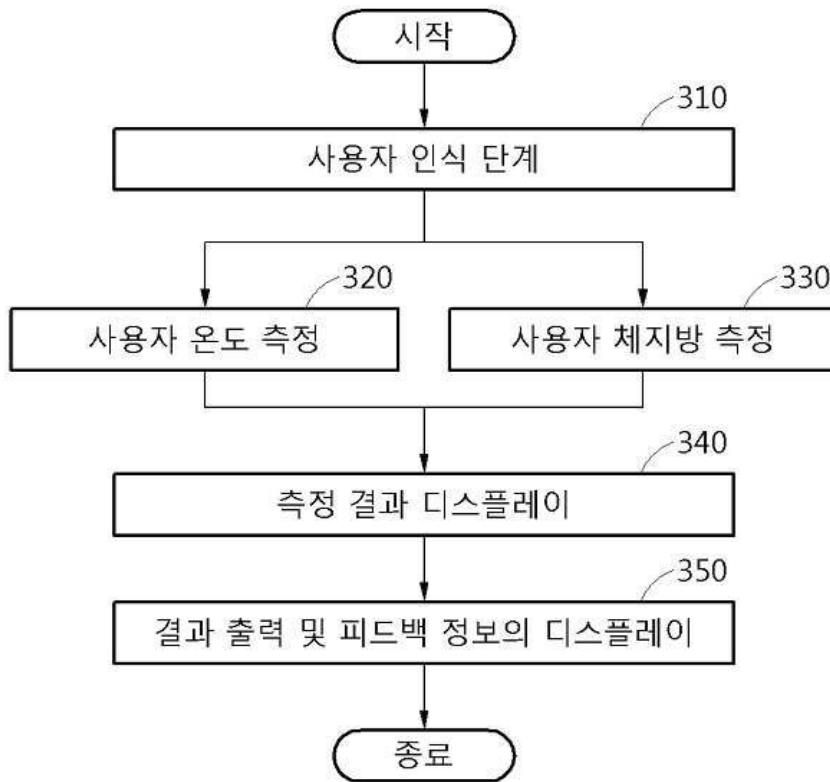 시작
310
사용자 인식 단계
320
330
사용자 온도 측정
사용자 체지방 측정
340
측정 결과 디스플레이
350
결과 출력 및 피드백 정보의 디스플레이
종료